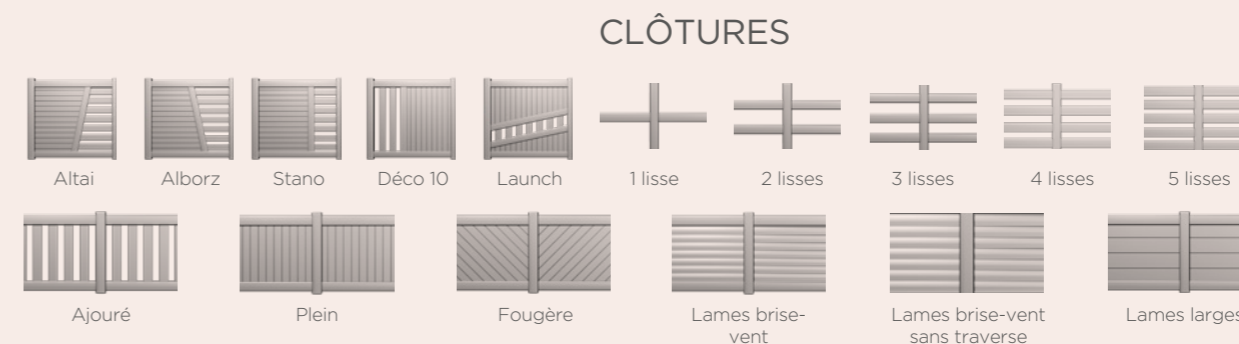 CLÔTURES
Altai
Alborz
Stano
Déco 10
Launch
1 lisse
2 lisses
3 lisses
4 lisses
5 lisses
Ajouré
Plein
Fougère
Lames brise-
vent
Lames brise-vent
sans traverse
Lames larges